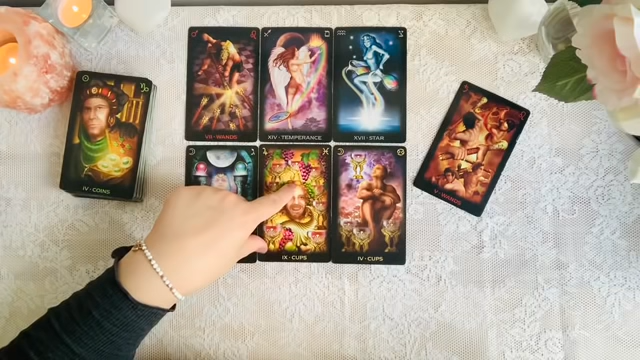 VII · WANDS
XIV · TEMPERANCE
XVII · STAR
IV · COINS
V · WANDS
IX · CUPS
IV · CUPS